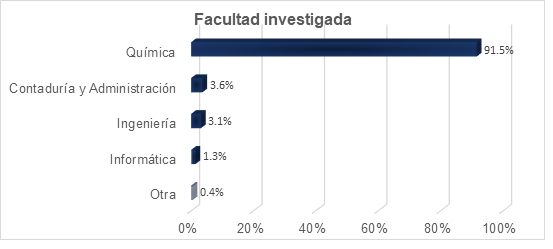 Facultad investigada
Química 91.5%
Contaduría y Administración 3.6%
Ingeniería 3.1%
Informática 1.3%
Otra 0.4%
0% 20% 40% 60% 80% 100%